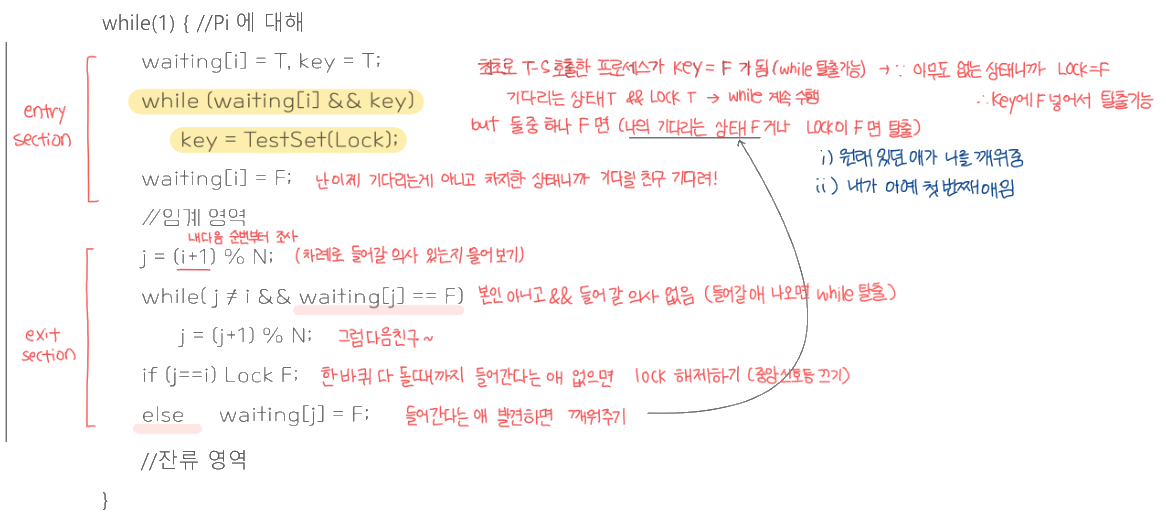 while(1) { //Pi 에 대해
waiting[i] = T, key = T;
최초로 T-S 호출한 프로세스가 Key = F 가 됨 (while 탈출가능) → ∵ 아무도 없는 상태니까 LOCK=F
entry section
while (waiting[i] && key)
기다리는 상태 T && LOCK T → while 계속 수행
∴ Key에 F 넣어서 탈출가능
key = TestSet(Lock);
but 둘중 하나 F 면 (나의 기다리는 상태 F 거나 LOCK이 F 면 탈출)
i) 원래 있던 애가 나를 깨워줌
waiting[i] = F; 난 이제 기다리는게 아니고 차지한 상태니까 기다릴 친구 기다려!
ii) 내가 아예 첫번째 애임
//임계 영역
내다음 순번부터 조사
j = (i+1) % N; (차례로 들어갈 의사 있는지 물어보기)
while( j ≠ i && waiting[j] == F) 본인 아니고 && 들어갈 의사 없음 (들어갈 애 나오면 while 탈출)
exit section
j = (j+1) % N; 그럼 다음친구~
if (j==i) Lock F; 한 바퀴 다 돌때까지 들어간다는 애 없으면 lock 해제하기 (중앙 신호등 끄기)
else waiting[j] = F; 들어간다는 애 발견하면 깨워주기
//잔류 영역
}